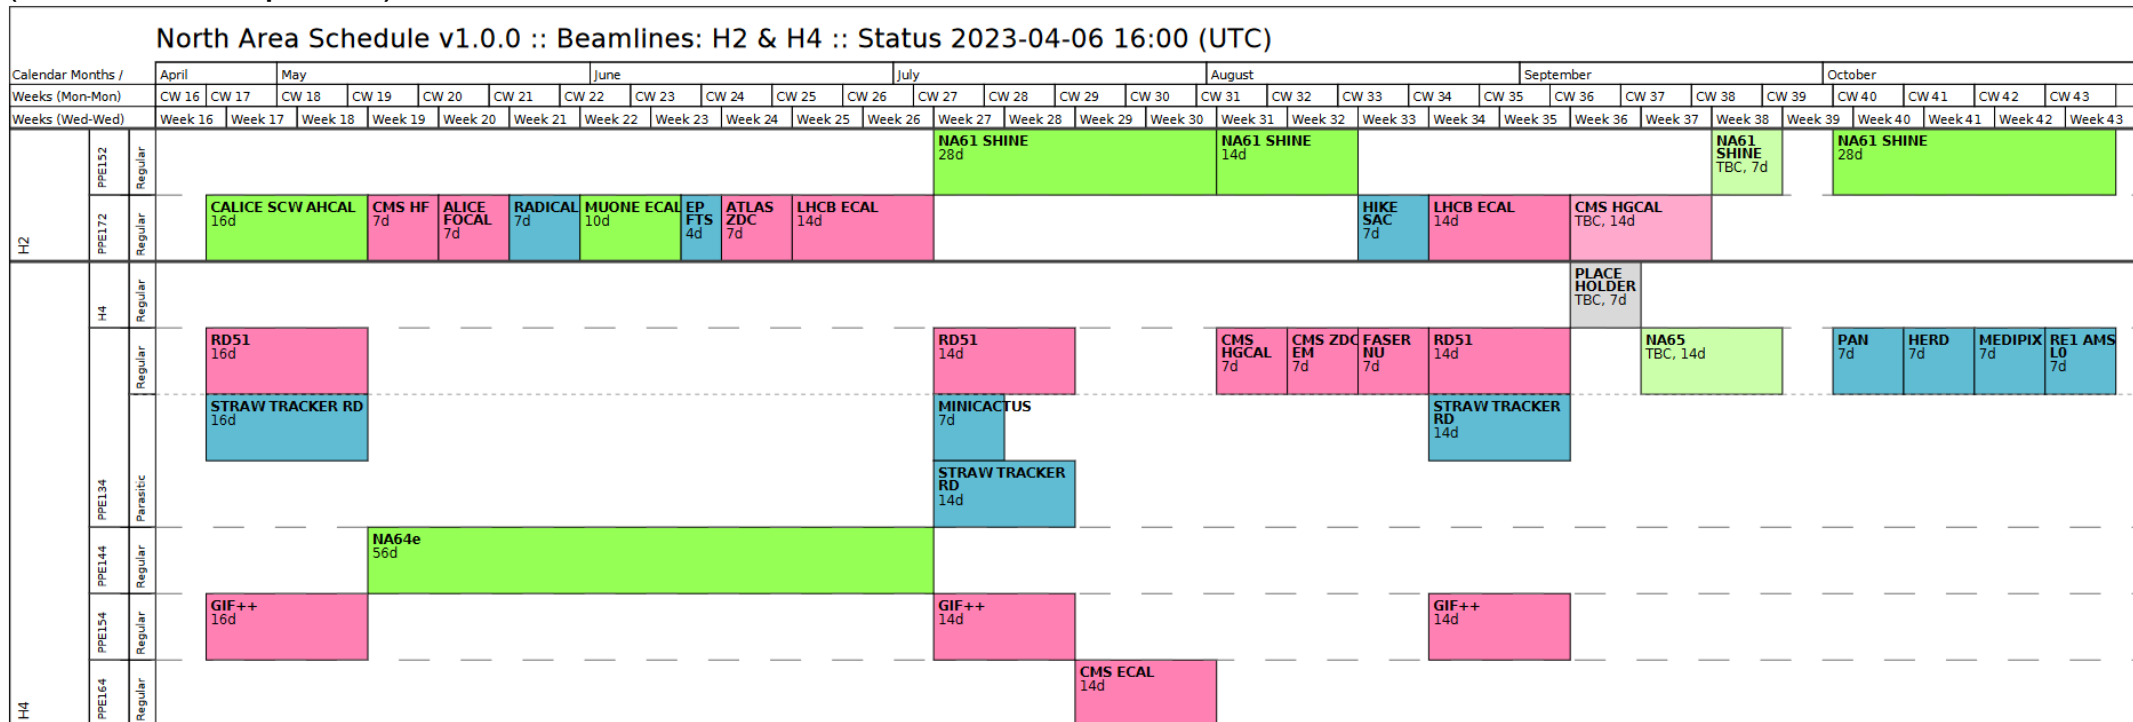 North Area Schedule v1.0.0 :: Beamlines: H2 & H4 :: Status 2023-04-06 16:00 (UTC)
Calendar Months / April May June July August September October
Weeks (Mon-Mon) CW 16 CW 17 CW 18 CW 19 CW 20 CW 21 CW 22 CW 23 CW 24 CW 25 CW 26 CW 27 CW 28 CW 29 CW 30 CW 31 CW 32 CW 33 CW 34 CW 35 CW 36 CW 37 CW 38 CW 39 CW 40 CW 41 CW 42 CW 43
Weeks (Wed-Wed) Week 16 Week 17 Week 18 Week 19 Week 20 Week 21 Week 22 Week 23 Week 24 Week 25 Week 26 Week 27 Week 28 Week 29 Week 30 Week 31 Week 32 Week 33 Week 34 Week 35 Week 36 Week 37 Week 38 Week 39 Week 40 Week 41 Week 42 Week 43
H2
PPE152
Regular
NA61 SHINE
28d
NA61 SHINE
14d
NA61
SHINE
TBC, 7d
NA61 SHINE
28d
PPE172
Regular
CALICE SCW AHCAL
16d
CMS HF
7d
ALICE
FOCAL
7d
RADICAL
7d
MUONE ECAL
10d
EP
FTS
4d
ATLAS
ZDC
7d
LHCB ECAL
14d
HIKE
SAC
7d
LHCB ECAL
14d
CMS HGCAL
TBC, 14d
H4
H4
Regular
PLACE
HOLDER
TBC, 7d
PPE134
Regular
RD51
16d
RD51
14d
CMS
HGCAL
7d
CMS ZDC
EM
7d
FASER
NU
7d
RD51
14d
NA65
TBC, 14d
PAN
7d
HERD
7d
MEDIPIX
7d
RE1 AMS
L0
7d
Parasitic
STRAW TRACKER RD
16d
MINICACTUS
7d
STRAW TRACKER
RD
14d
STRAW TRACKER
RD
14d
PPE144
Regular
NA64e
56d
PPE154
Regular
GIF++
16d
GIF++
14d
GIF++
14d
PPE164
Regular
CMS ECAL
14d